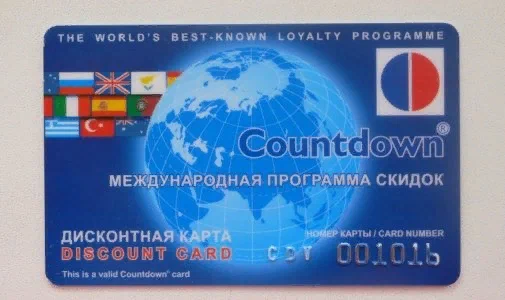 THE WORLD'S BEST-KNOWN LOYALTY PROGRAMME
Countdown®
МЕЖДУНАРОДНАЯ ПРОГРАММА СКИДОК
ДИСКОНТНАЯ КАРТА
НОМЕР КАРТЫ / CARD NUMBER
DISCOUNT CARD
CDT 001016
This is a valid Countdown® card